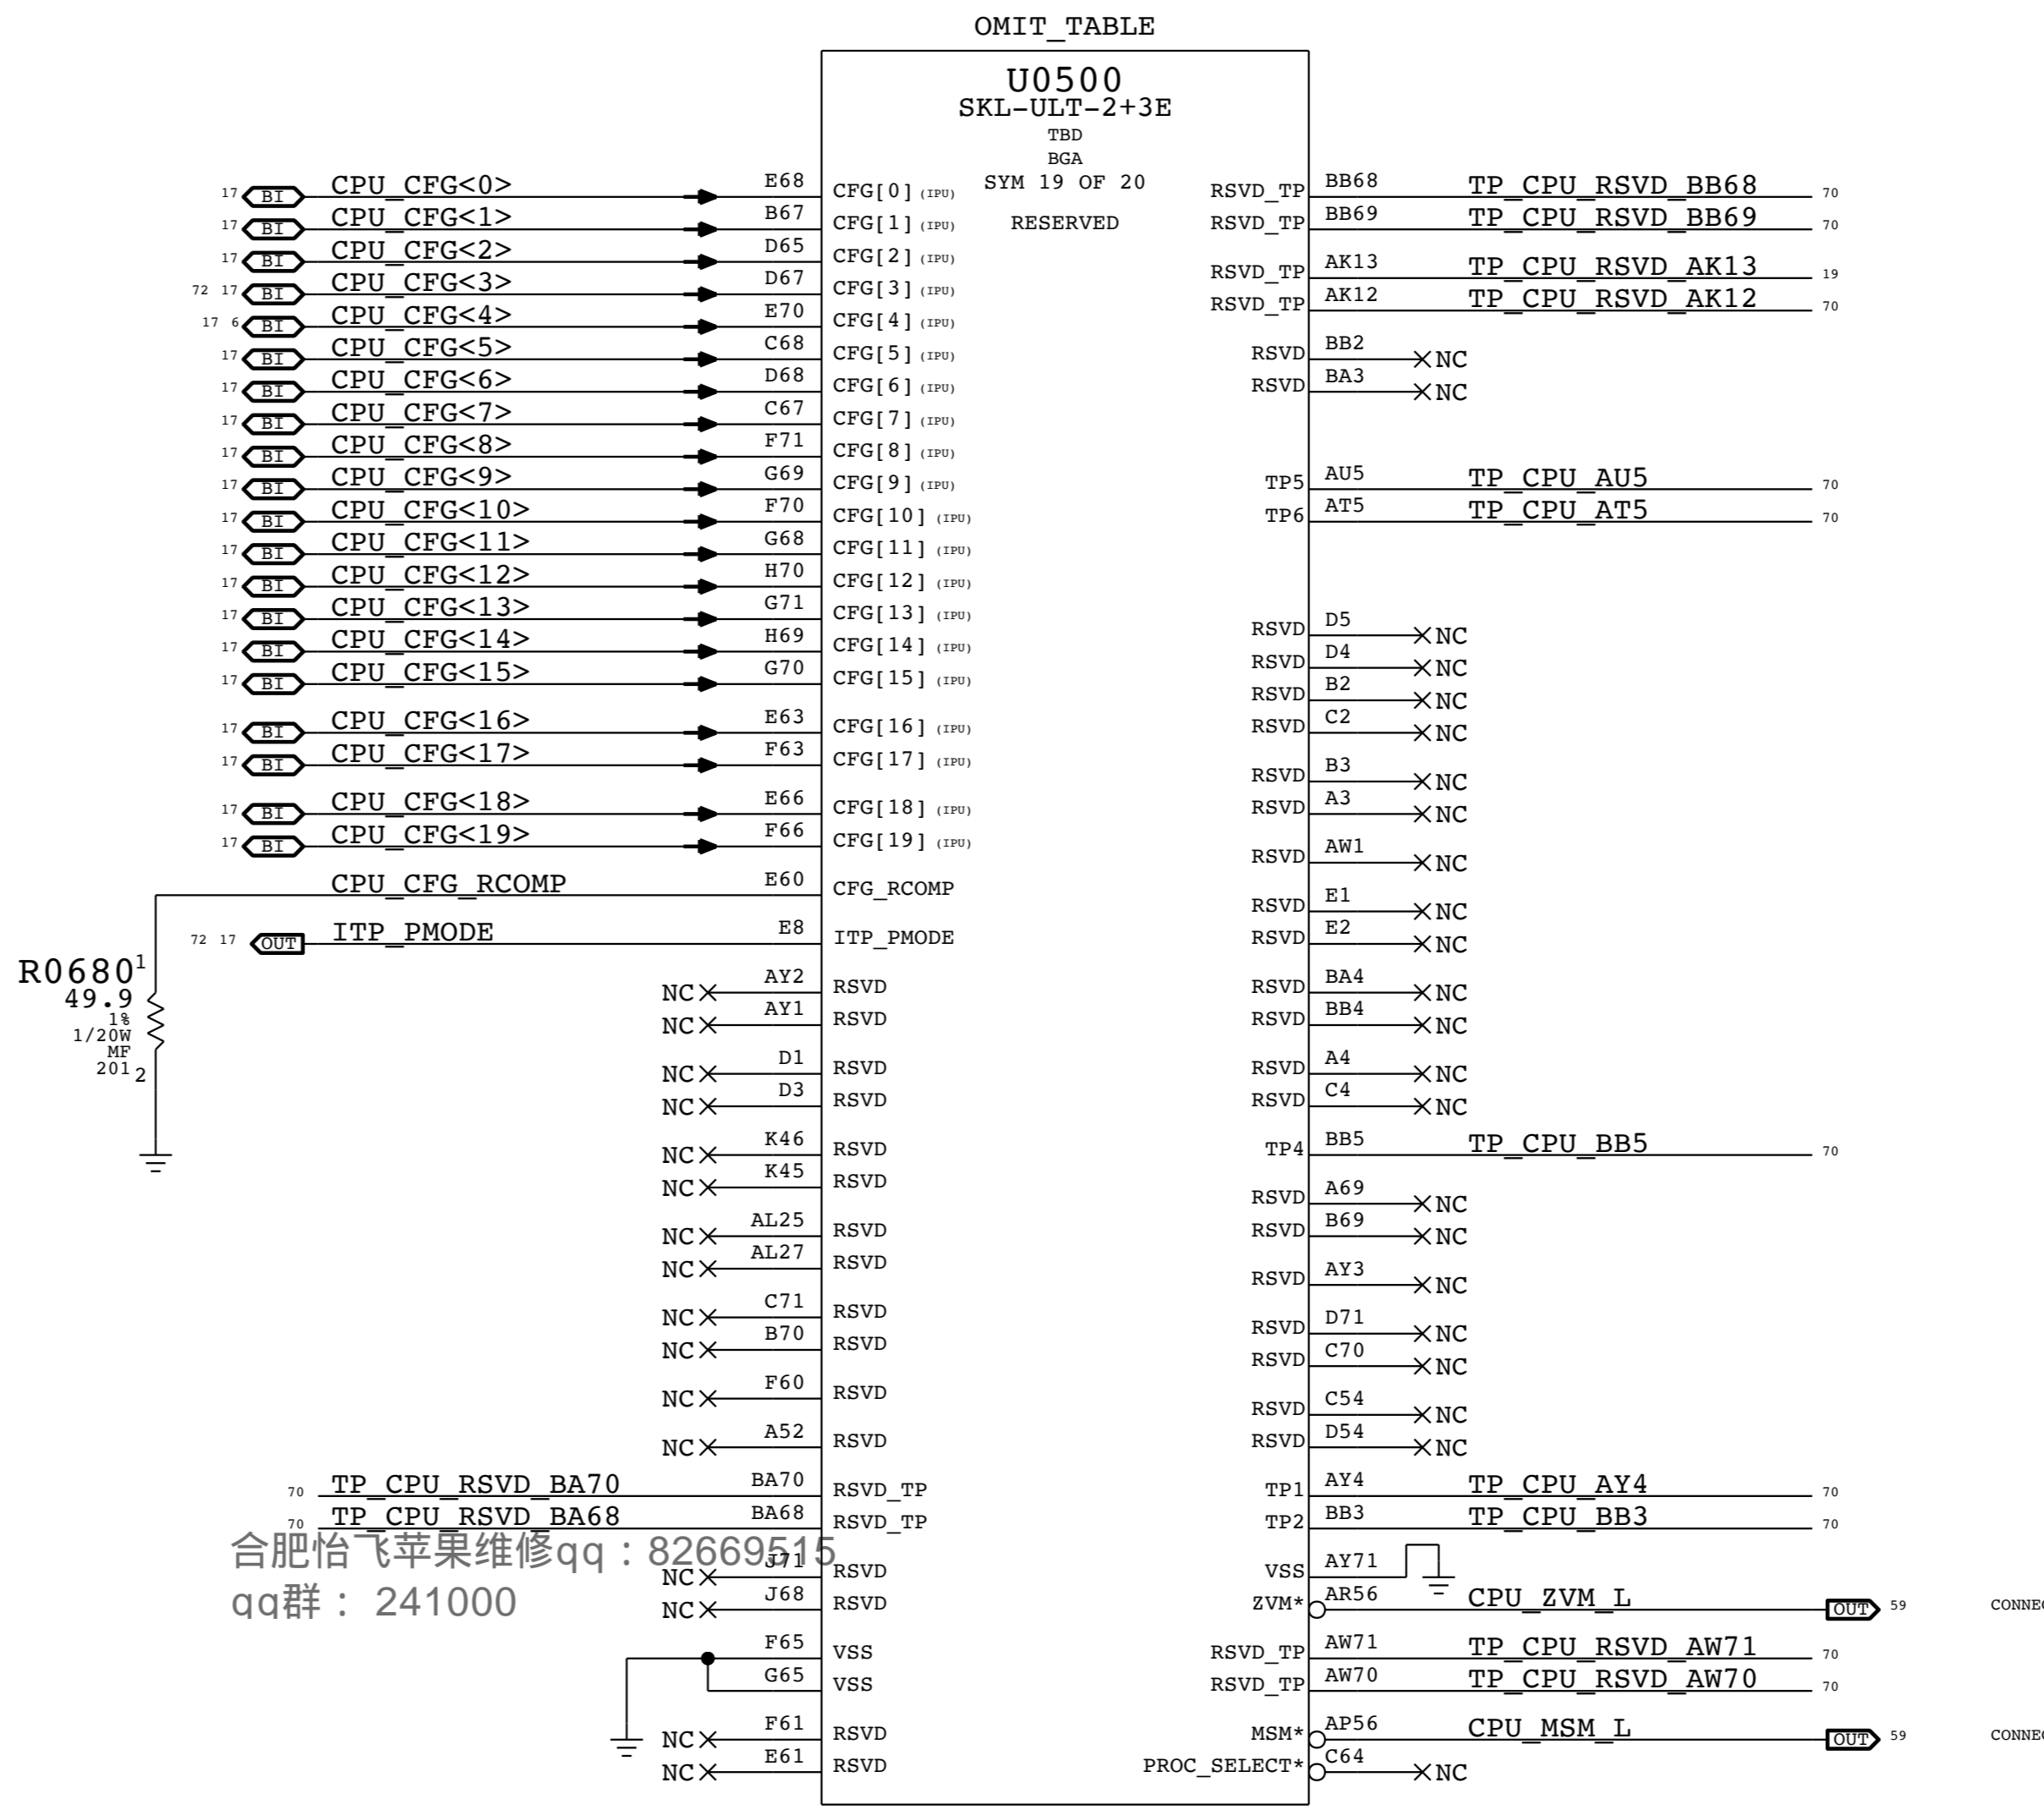 OMIT_TABLE
U0500
SKL-ULT-2+3E
TBD
BGA
SYM 19 OF 20
RESERVED
17 BI CPU_CFG<0> E68 CFG[0] (IPU) RSVD_TP BB68 TP_CPU_RSVD_BB68 70
17 BI CPU_CFG<1> B67 CFG[1] (IPU) RSVD_TP BB69 TP_CPU_RSVD_BB69 70
17 BI CPU_CFG<2> D65 CFG[2] (IPU) RSVD_TP AK13 TP_CPU_RSVD_AK13 19
72 17 BI CPU_CFG<3> D67 CFG[3] (IPU) RSVD_TP AK12 TP_CPU_RSVD_AK12 70
17 6 BI CPU_CFG<4> E70 CFG[4] (IPU)
17 BI CPU_CFG<5> C68 CFG[5] (IPU) RSVD BB2 NC
17 BI CPU_CFG<6> D68 CFG[6] (IPU) RSVD BA3 NC
17 BI CPU_CFG<7> C67 CFG[7] (IPU)
17 BI CPU_CFG<8> F71 CFG[8] (IPU)
17 BI CPU_CFG<9> G69 CFG[9] (IPU) TP5 AU5 TP_CPU_AU5 70
17 BI CPU_CFG<10> F70 CFG[10] (IPU) TP6 AT5 TP_CPU_AT5 70
17 BI CPU_CFG<11> G68 CFG[11] (IPU)
17 BI CPU_CFG<12> H70 CFG[12] (IPU)
17 BI CPU_CFG<13> G71 CFG[13] (IPU) RSVD D5 NC
17 BI CPU_CFG<14> H69 CFG[14] (IPU) RSVD D4 NC
17 BI CPU_CFG<15> G70 CFG[15] (IPU) RSVD B2 NC
17 BI CPU_CFG<16> E63 CFG[16] (IPU) RSVD C2 NC
17 BI CPU_CFG<17> F63 CFG[17] (IPU) RSVD B3 NC
17 BI CPU_CFG<18> E66 CFG[18] (IPU) RSVD A3 NC
17 BI CPU_CFG<19> F66 CFG[19] (IPU) RSVD AW1 NC
CPU_CFG_RCOMP E60 CFG_RCOMP RSVD E1 NC
72 17 OUT ITP_PMODE E8 ITP_PMODE RSVD E2 NC
R0680 1
49.9
1%
1/20W
MF
201 2
NC AY2 RSVD RSVD BA4 NC
NC AY1 RSVD RSVD BB4 NC
NC D1 RSVD RSVD A4 NC
NC D3 RSVD RSVD C4 NC
NC K46 RSVD TP4 BB5 TP_CPU_BB5 70
NC K45 RSVD RSVD A69 NC
NC AL25 RSVD RSVD B69 NC
NC AL27 RSVD RSVD AY3 NC
NC C71 RSVD RSVD D71 NC
NC B70 RSVD RSVD C70 NC
NC F60 RSVD RSVD C54 NC
NC A52 RSVD RSVD D54 NC
70 TP_CPU_RSVD_BA70 BA70 RSVD_TP TP1 AY4 TP_CPU_AY4 70
70 TP_CPU_RSVD_BA68 BA68 RSVD_TP TP2 BB3 TP_CPU_BB3 70
合肥怡飞苹果维修qq：82669515
NC J71 RSVD VSS AY71
qq群： 241000
NC J68 RSVD ZVM* AR56 CPU_ZVM_L OUT 59
F65 VSS RSVD_TP AW71 TP_CPU_RSVD_AW71 70
G65 VSS RSVD_TP AW70 TP_CPU_RSVD_AW70 70
NC F61 RSVD MSM* AP56 CPU_MSM_L OUT 59
NC E61 RSVD PROC_SELECT* C64 NC